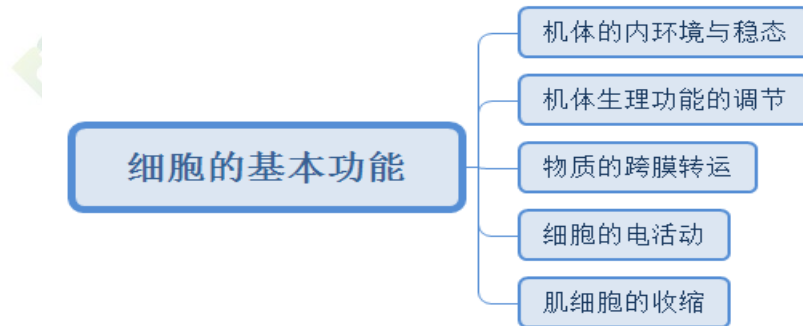 机体的内环境与稳态
机体生理功能的调节
细胞的基本功能
物质的跨膜转运
细胞的电活动
肌细胞的收缩